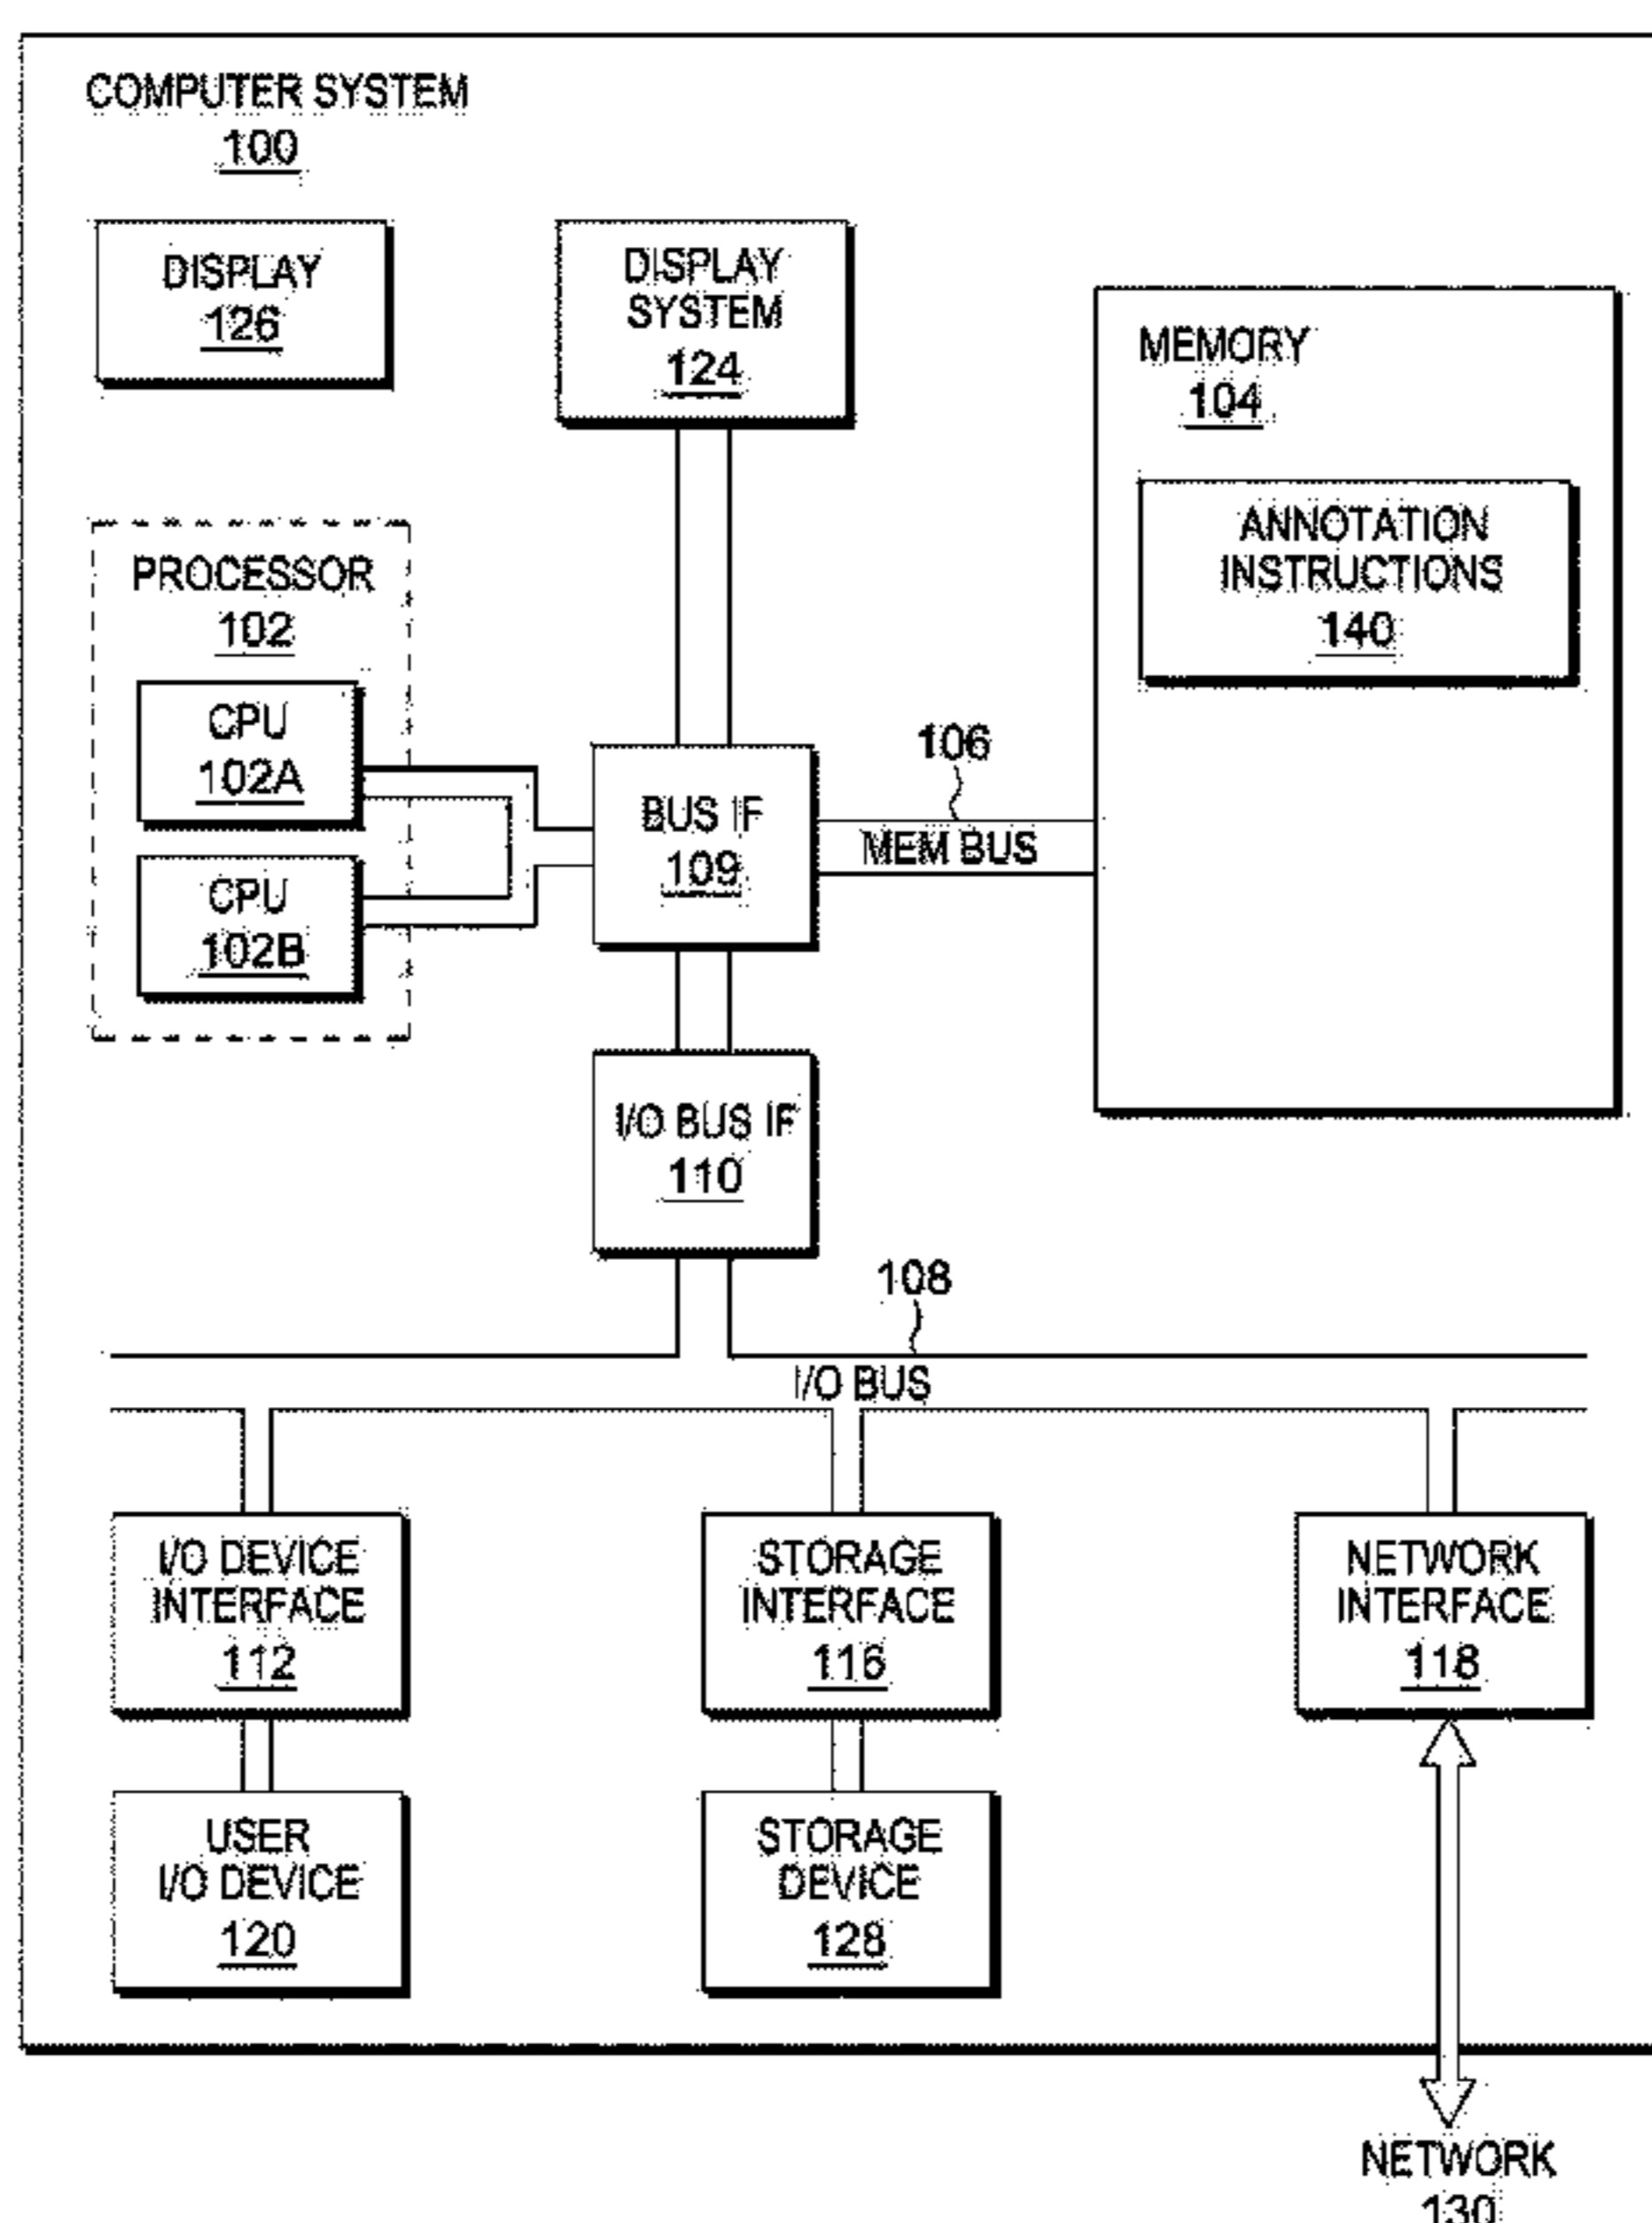 COMPUTER SYSTEM
100
DISPLAY
126
DISPLAY
SYSTEM
124
MEMORY
104
ANNOTATION
INSTRUCTIONS
140
PROCESSOR
102
CPU
102A
CPU
102B
BUS IF
109
106
MEM BUS
I/O BUS IF
110
108
I/O BUS
I/O DEVICE
INTERFACE
112
STORAGE
INTERFACE
116
NETWORK
INTERFACE
118
USER
I/O DEVICE
120
STORAGE
DEVICE
128
NETWORK
130